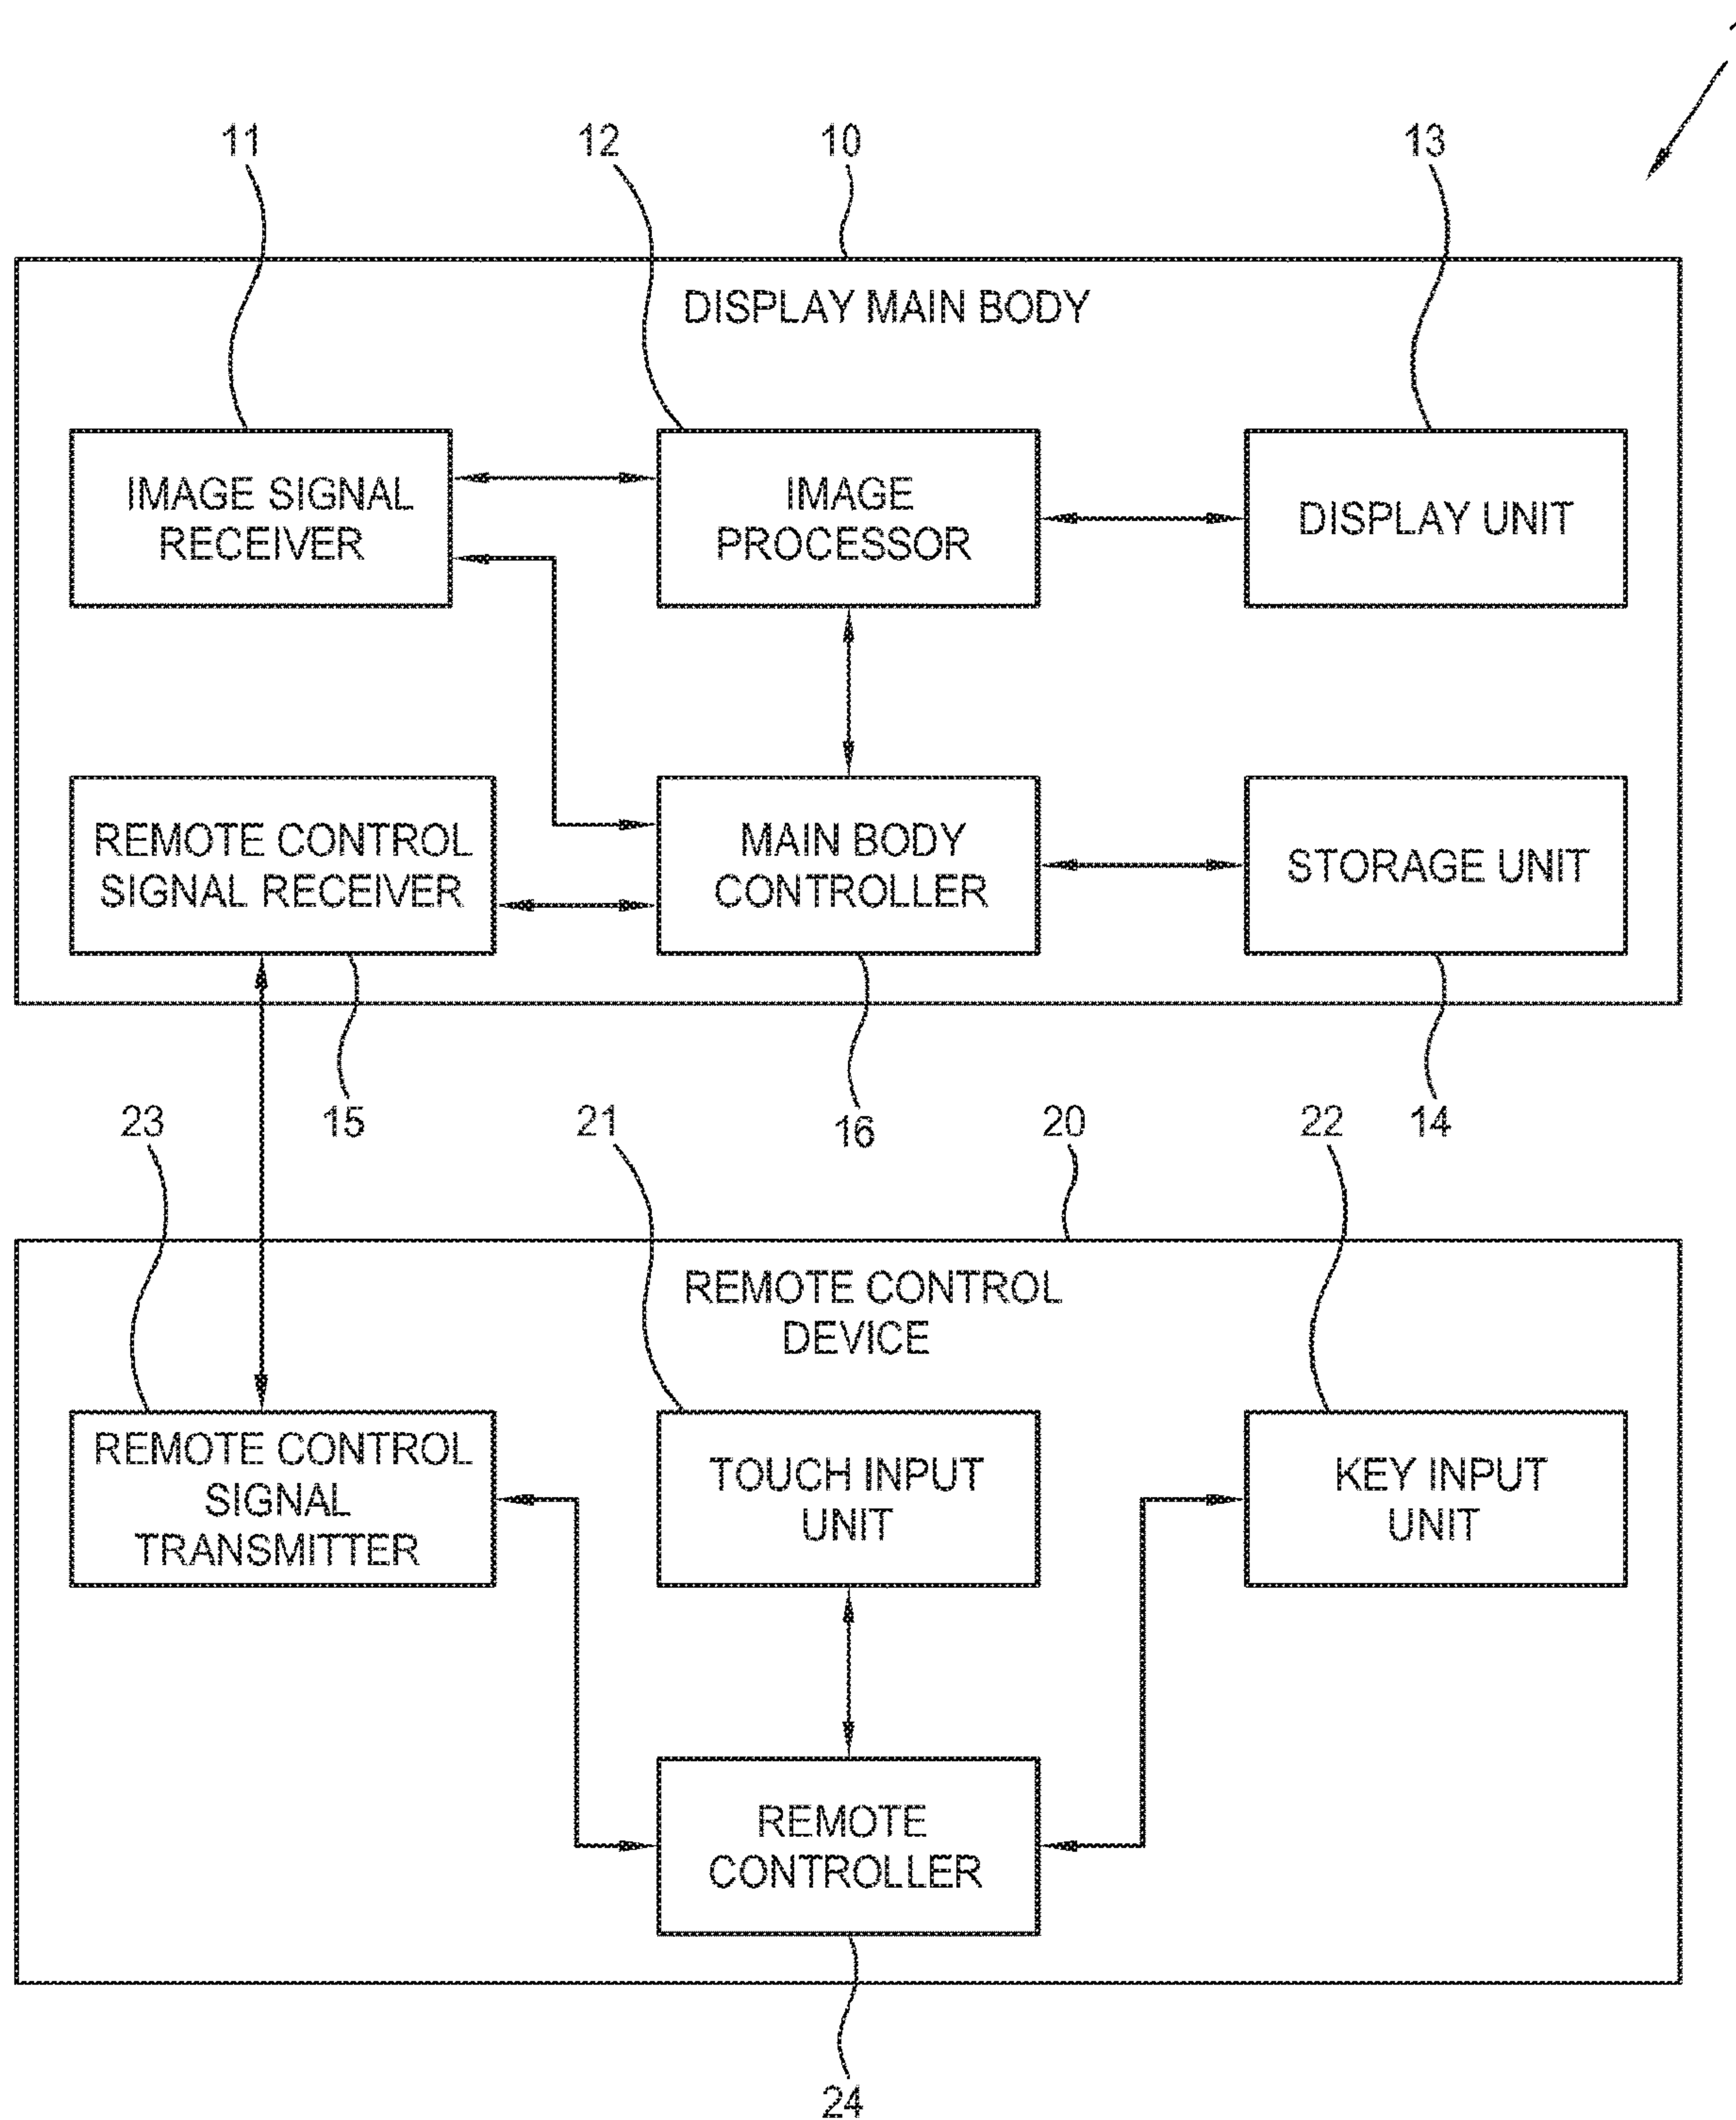 11
12
10
13
DISPLAY MAIN BODY
IMAGE SIGNAL
RECEIVER
IMAGE
PROCESSOR
DISPLAY UNIT
REMOTE CONTROL
SIGNAL RECEIVER
MAIN BODY
CONTROLLER
STORAGE UNIT
23
15
21
16
20
22
14
REMOTE CONTROL
DEVICE
REMOTE CONTROL
SIGNAL
TRANSMITTER
TOUCH INPUT
UNIT
KEY INPUT
UNIT
REMOTE
CONTROLLER
24